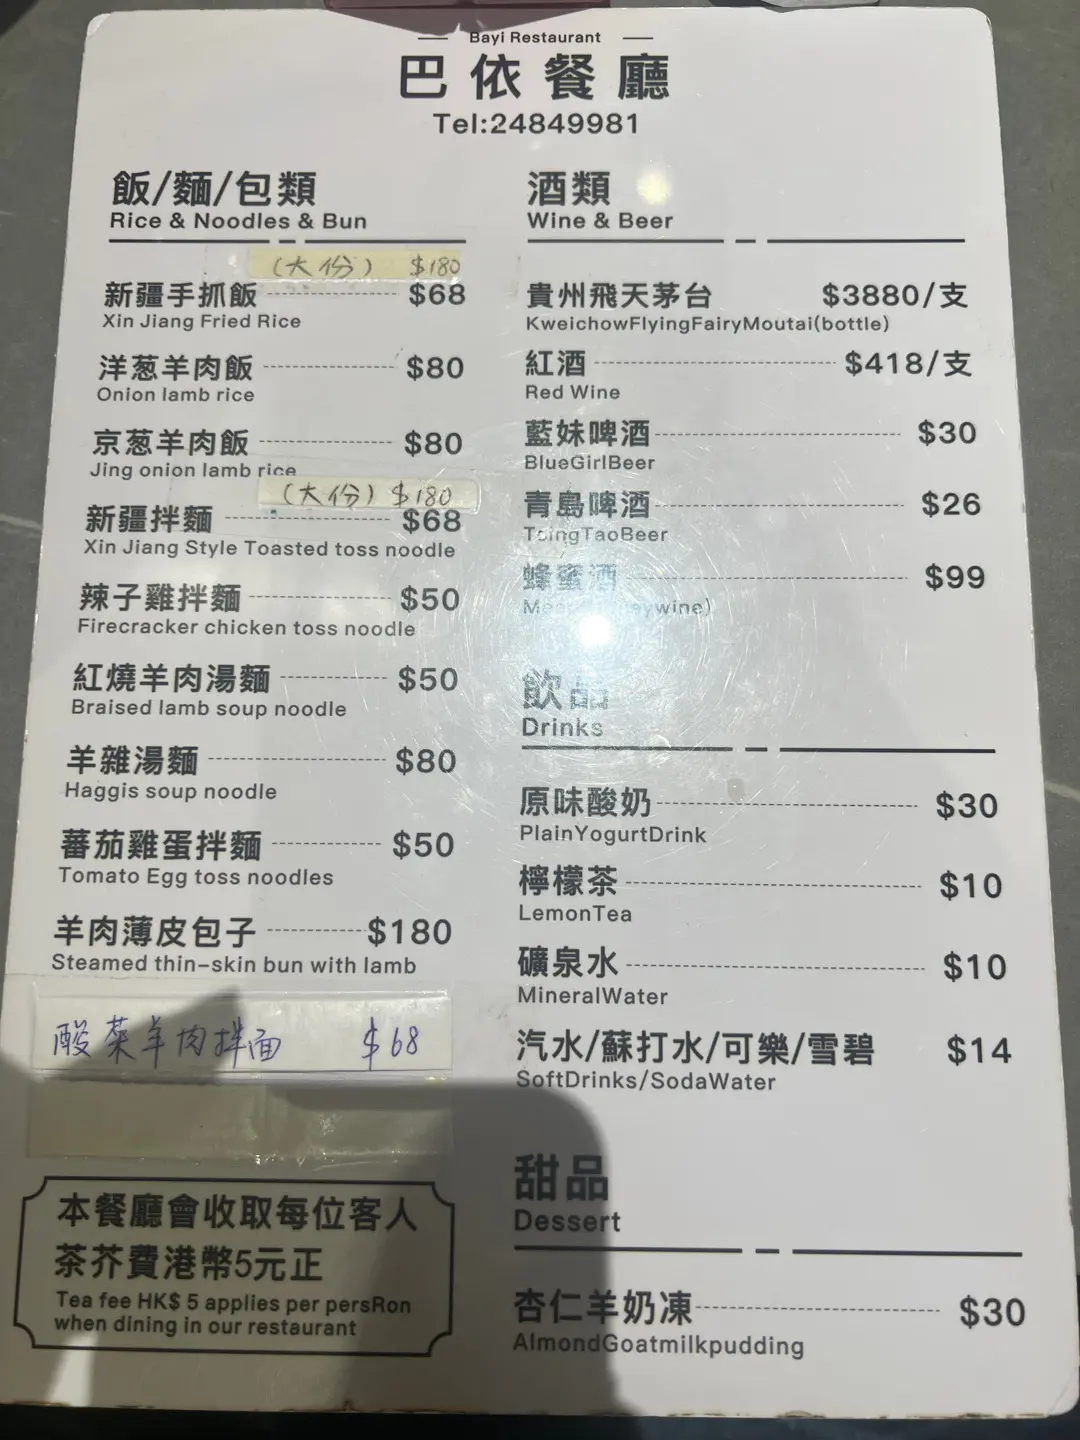 Bayi Restaurant
巴依餐廳
Tel:24849981
飯/麵/包類
Rice & Noodles & Bun
(大份) $180
新疆手抓飯 $68
Xin Jiang Fried Rice
洋葱羊肉飯 $80
Onion lamb rice
京葱羊肉飯 $80
Jing onion lamb rice
(大份) $180
新疆拌麵 $68
Xin Jiang Style Toasted toss noodle
辣子雞拌麵 $50
Firecracker chicken toss noodle
紅燒羊肉湯麵 $50
Braised lamb soup noodle
羊雜湯麵 $80
Haggis soup noodle
蕃茄雞蛋拌麵 $50
Tomato Egg toss noodles
羊肉薄皮包子 $180
Steamed thin-skin bun with lamb
酸菜羊肉拌面 $68
本餐廳會收取每位客人
茶芥費港幣5元正
Tea fee HK$ 5 applies per persRon
when dining in our restaurant
酒類
Wine & Beer
貴州飛天茅台 $3880/支
KweichowFlyingFairyMoutai(bottle)
紅酒 $418/支
Red Wine
藍妹啤酒 $30
BlueGirlBeer
青島啤酒 $26
TsingTaoBeer
蜂蜜酒 $99
飲品
Drinks
原味酸奶 $30
PlainYogurtDrink
檸檬茶 $10
LemonTea
礦泉水 $10
MineralWater
汽水/蘇打水/可樂/雪碧 $14
SoftDrinks/SodaWater
甜品
Dessert
杏仁羊奶凍 $30
AlmondGoatmilkpudding